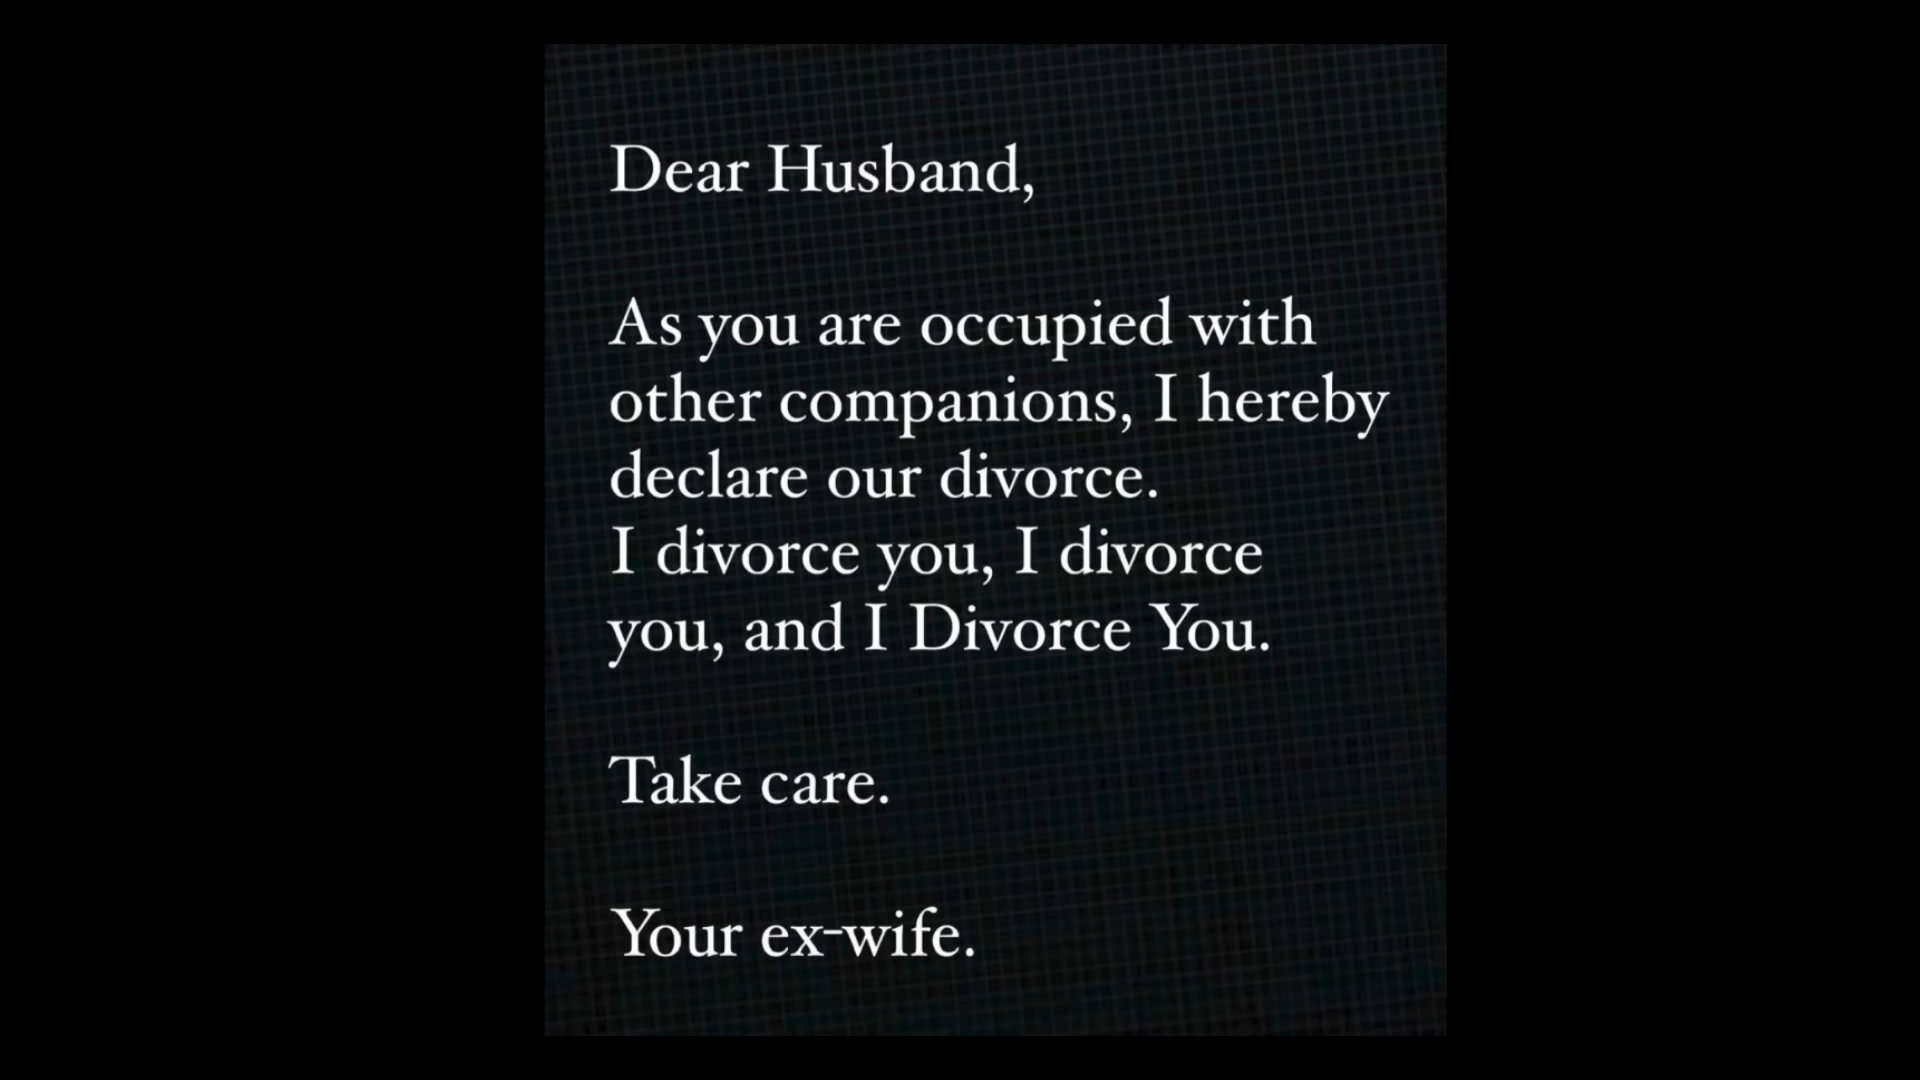 Dear Husband,
As you are occupied with
other companions, I hereby
declare our divorce.
I divorce you, I divorce
you, and I Divorce You.
Take care.
Your ex-wife.